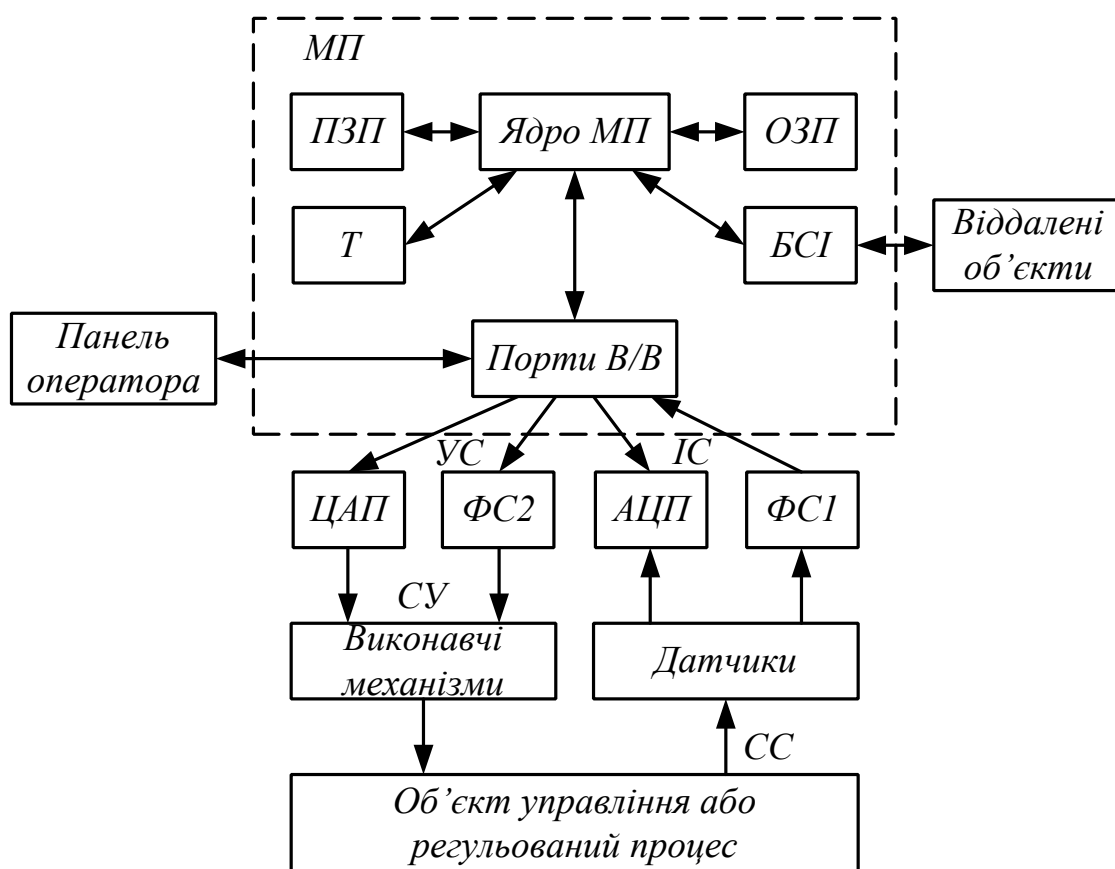 МП
ПЗП
Ядро МП
ОЗП
Т
БСІ
Віддалені
об’єкти
Панель
оператора
Порти В/В
УС
ІС
ЦАП
ФС2
АЦП
ФС1
СУ
Виконавчі
механізми
Датчики
СС
Об’єкт управління або
регульований процес